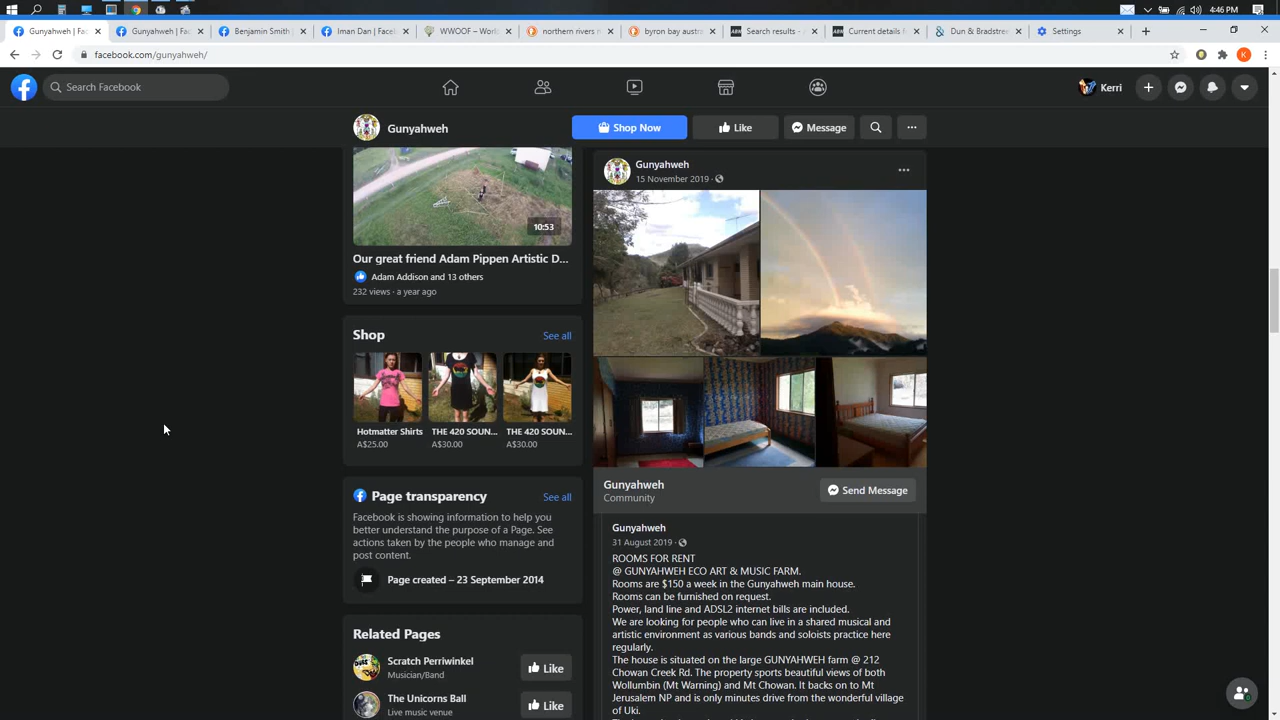 4:46 PM
Gunyahweh | Fac
Gunyahweh | Fac
Benjamin Smith
Iman Dan | Faceb
WWOOF – World
northern rivers n
byron bay austra
Search results - A
Current details f
Dun & Bradstree
Settings
facebook.com/gunyahweh/
K
Search Facebook
Kerri
Gunyahweh
Shop Now
Like
Message
10:53
Our great friend Adam Pippen Artistic D...
Adam Addison and 13 others
232 views · a year ago
Shop
See all
Hotmatter Shirts
THE 420 SOUN...
THE 420 SOUN...
A$25.00
A$30.00
A$30.00
Page transparency
See all
Facebook is showing information to help you
better understand the purpose of a Page. See
actions taken by the people who manage and
post content.
Page created – 23 September 2014
Related Pages
Scratch Perriwinkel
Musician/Band
Like
The Unicorns Ball
Live music venue
Like
Gunyahweh
15 November 2019 ·
Gunyahweh
Community
Send Message
Gunyahweh
31 August 2019 ·
ROOMS FOR RENT
@ GUNYAHWEH ECO ART & MUSIC FARM.
Rooms are $150 a week in the Gunyahweh main house.
Rooms can be furnished on request.
Power, land line and ADSL2 internet bills are included.
We are looking for people who can live in a shared musical and
artistic environment as various bands and soloists practice here
regularly.
The house is situated on the large GUNYAHWEH farm @ 212
Chowan Creek Rd. The property sports beautiful views of both
Wollumbin (Mt Warning) and Mt Chowan. It backs on to Mt
Jerusalem NP and is only minutes drive from the wonderful village
of Uki.